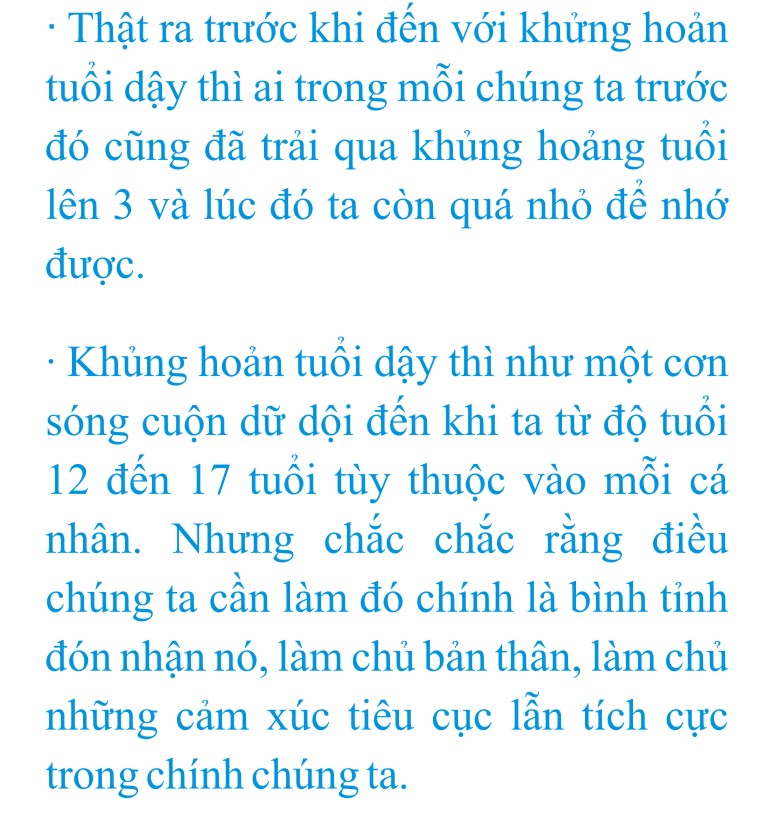 · Thật ra trước khi đến với khửng hoản
tuổi dậy thì ai trong mỗi chúng ta trước
đó cũng đã trải qua khủng hoảng tuổi
lên 3 và lúc đó ta còn quá nhỏ để nhớ
được.
· Khủng hoản tuổi dậy thì như một cơn
sóng cuộn dữ dội đến khi ta từ độ tuổi
12 đến 17 tuổi tùy thuộc vào mỗi cá
nhân. Nhưng chắc chắc rằng điều
chúng ta cần làm đó chính là bình tỉnh
đón nhận nó, làm chủ bản thân, làm chủ
những cảm xúc tiêu cục lẫn tích cực
trong chính chúng ta.